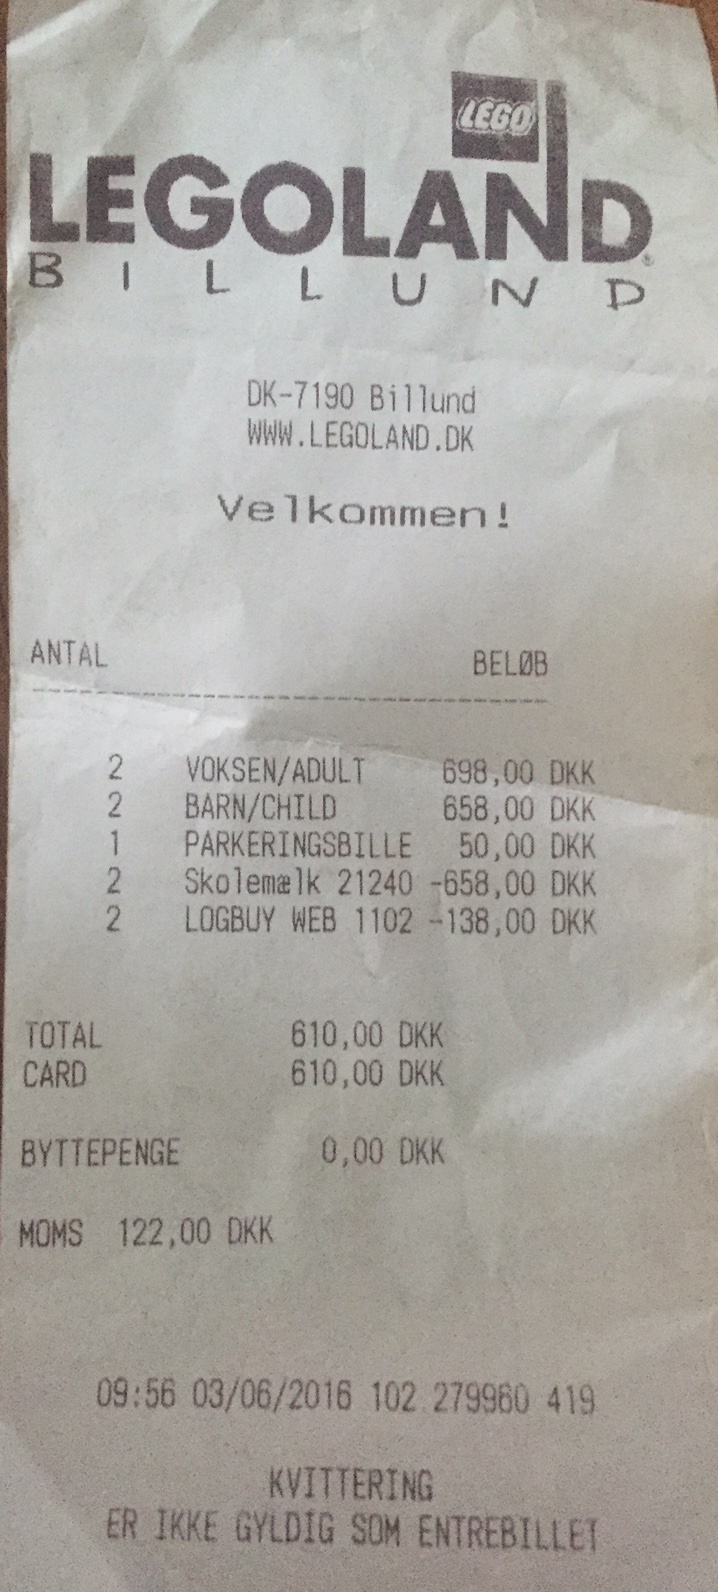 LEGO
LEGOLAND®
BILLUND
DK-7190 Billund
WWW.LEGOLAND.DK
Velkommen!
ANTAL BELØB
--------------------------------
2 VOKSEN/ADULT 698,00 DKK
2 BARN/CHILD 658,00 DKK
1 PARKERINGSBILLE 50,00 DKK
2 Skolemælk 21240 -658,00 DKK
2 LOGBUY WEB 1102 -138,00 DKK
TOTAL 610,00 DKK
CARD 610,00 DKK
BYTTEPENGE 0,00 DKK
MOMS 122,00 DKK
09:56 03/06/2016 102 279960 419
KVITTERING
ER IKKE GYLDIG SOM ENTREBILLET